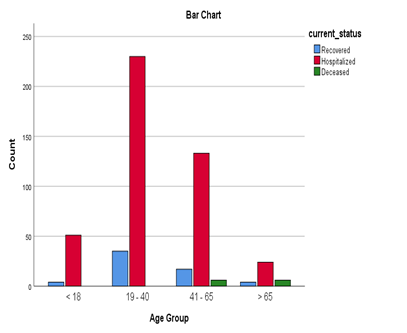 Bar Chart
current_status
Recovered
Hospitalized
Deceased
250
200
150
100
50
0
Count
< 18
19 - 40
41 - 65
> 65
Age Group